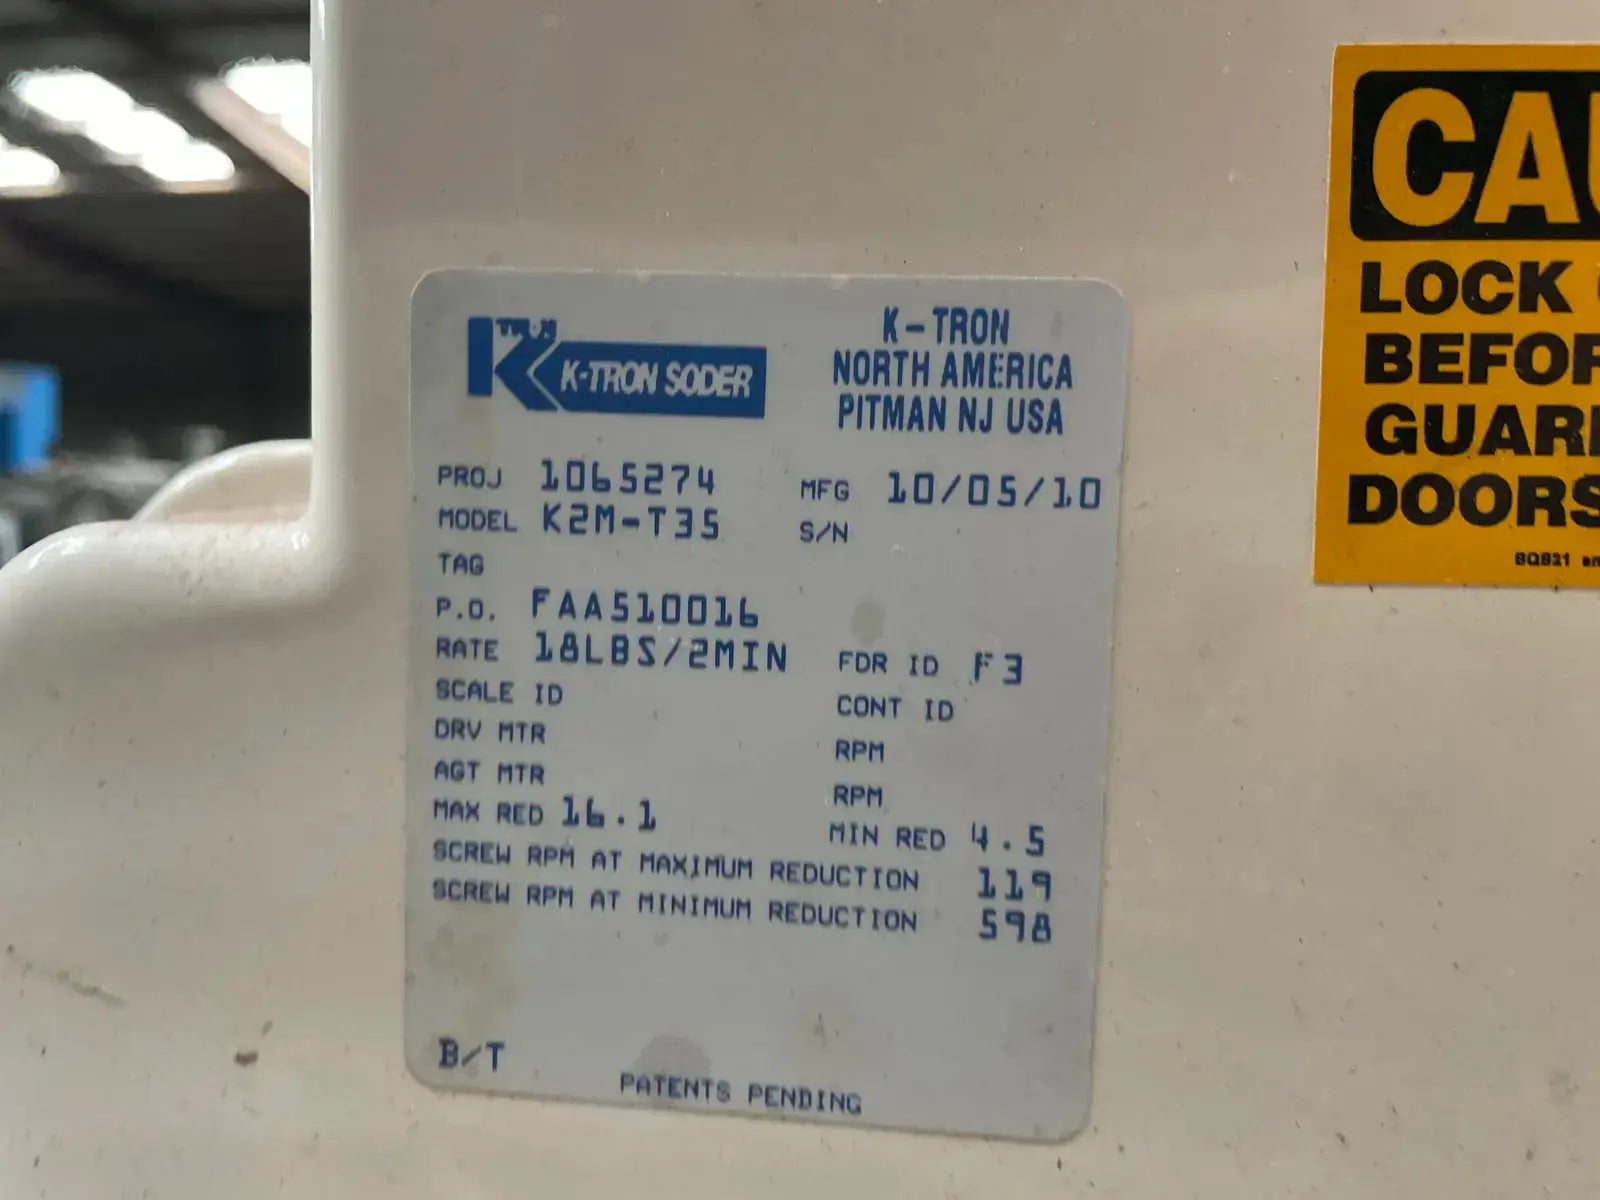 K-TRON
K-TRON SODER
K-TRON
NORTH AMERICA
PITMAN NJ USA
PROJ 1065274
MFG 10/05/10
MODEL K2M-T35
S/N
TAG
P.O. FAA510016
RATE 18LBS/2MIN
FDR ID F3
SCALE ID
CONT ID
DRV MTR
RPM
AGT MTR
RPM
MAX RED 16.1
MIN RED 4.5
SCREW RPM AT MAXIMUM REDUCTION 119
SCREW RPM AT MINIMUM REDUCTION 598
B/T
PATENTS PENDING
CAU
LOCK
BEFOR
GUAR
DOORS